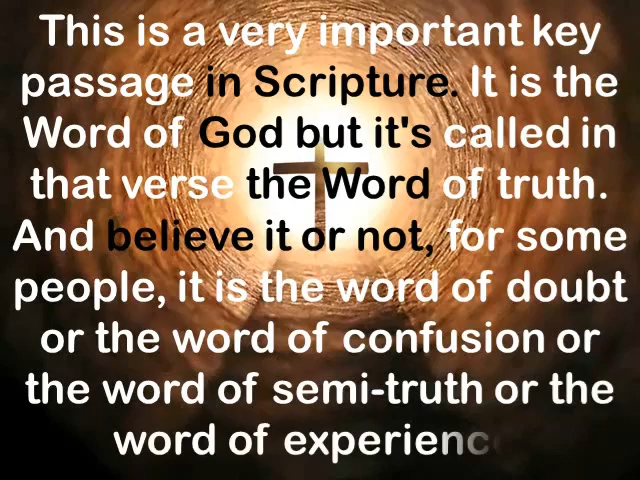 This is a very important key
passage in Scripture. It is the
Word of God but it's called in
that verse the Word of truth.
And believe it or not, for some
people, it is the word of doubt
or the word of confusion or
the word of semi-truth or the
word of